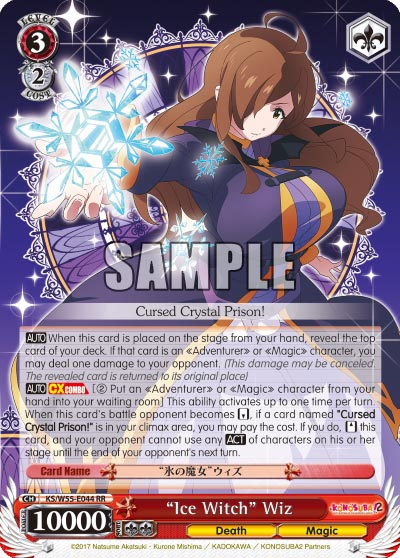 LEVEL
3
2
COST
SAMPLE
Cursed Crystal Prison!
AUTO When this card is placed on the stage from your hand, reveal the
top card of your deck. If that card is an «Adventurer» or «Magic» character, you
may deal one damage to your opponent. (This damage may be canceled.
The revealed card is returned to its original place)
AUTO CXCOMBO [② Put an «Adventurer» or «Magic» character from your
hand into your waiting room] This ability activates up to one time per turn.
When this card's battle opponent becomes [ ], if a card named "Cursed
Crystal Prison!" is in your climax area, you may pay the cost. If you do, [ ] this
card, and your opponent cannot use any ACT of characters on his or her
stage until the end of your opponent's next turn.
Card Name
“氷の魔女”ウィズ
CH KS/W55-E044 RR
"Ice Witch" Wiz
KONOSUBA 2
POWER
10000
SOUL
Death
Magic
©2017 Natsume Akatsuki・Kurone Mishima / KADOKAWA / KONOSUBA2 Partners